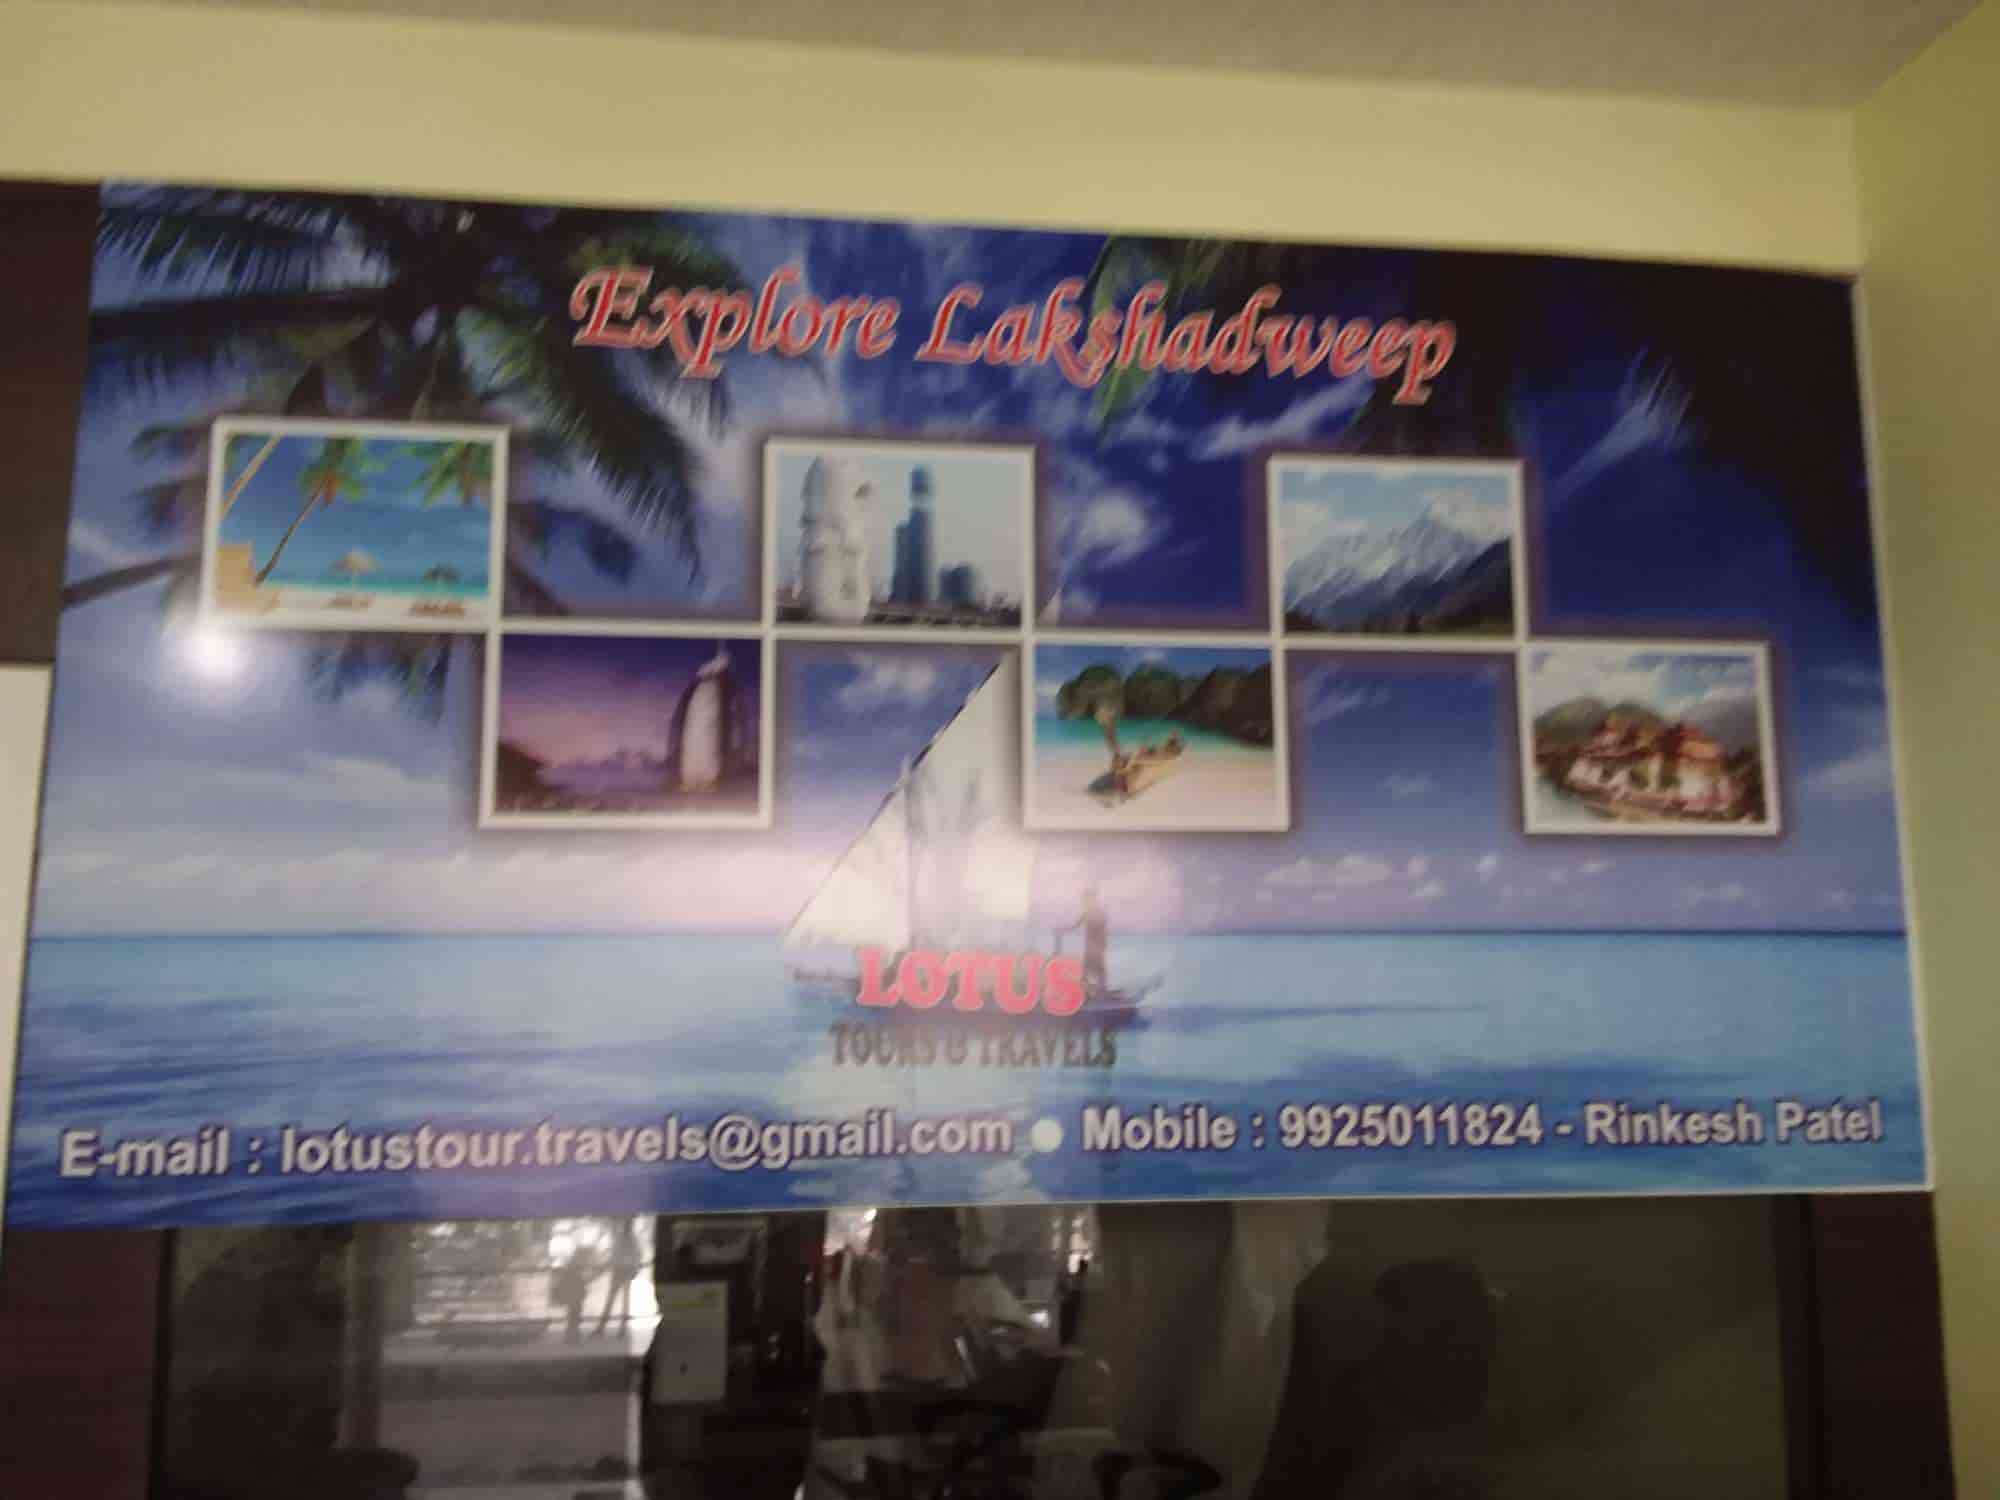 Explore Lakshadweep
LOTUS
TOURS & TRAVELS
E-mail : lotustour.travels@gmail.com ● Mobile : 9925011824 - Rinkesh Patel